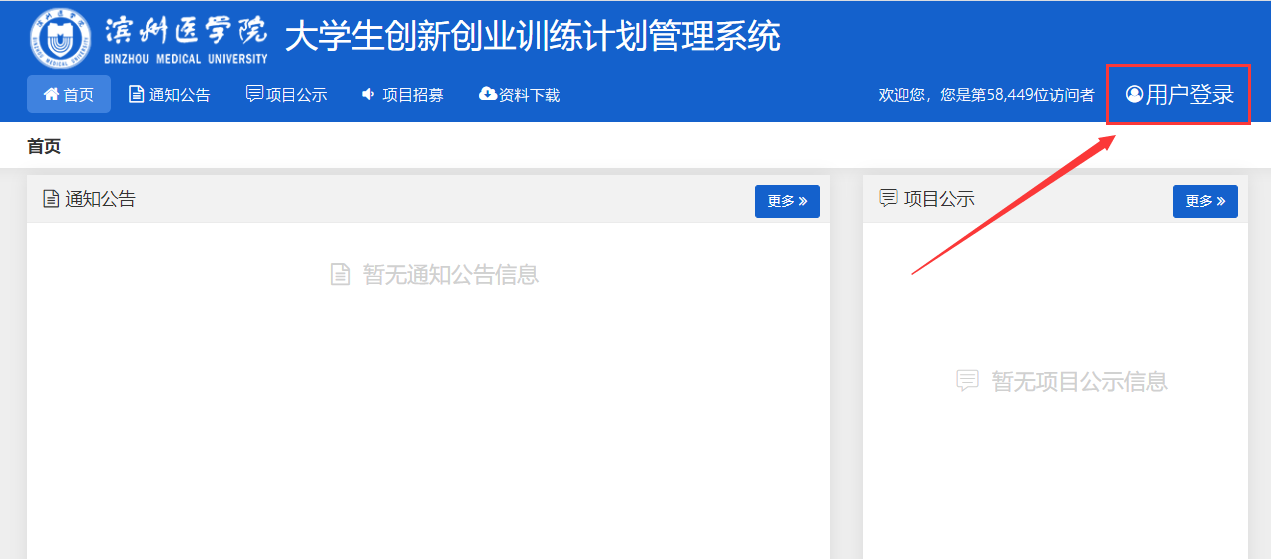 滨州医学院
BINZHOU MEDICAL UNIVERSITY
大学生创新创业训练计划管理系统
首页 通知公告 项目公示 项目招募 资料下载 欢迎您，您是第58,449位访问者 用户登录
首页
通知公告 更多 »
项目公示 更多 »
暂无通知公告信息
暂无项目公示信息